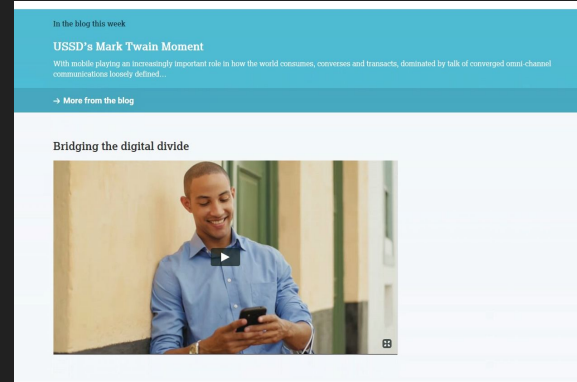 In the blog this week
USSD's Mark Twain Moment
With mobile playing an increasingly important role in how the world consumes, converses and transacts, dominated by talk of converged omni-channel
communications loosely defined…
→ More from the blog
Bridging the digital divide